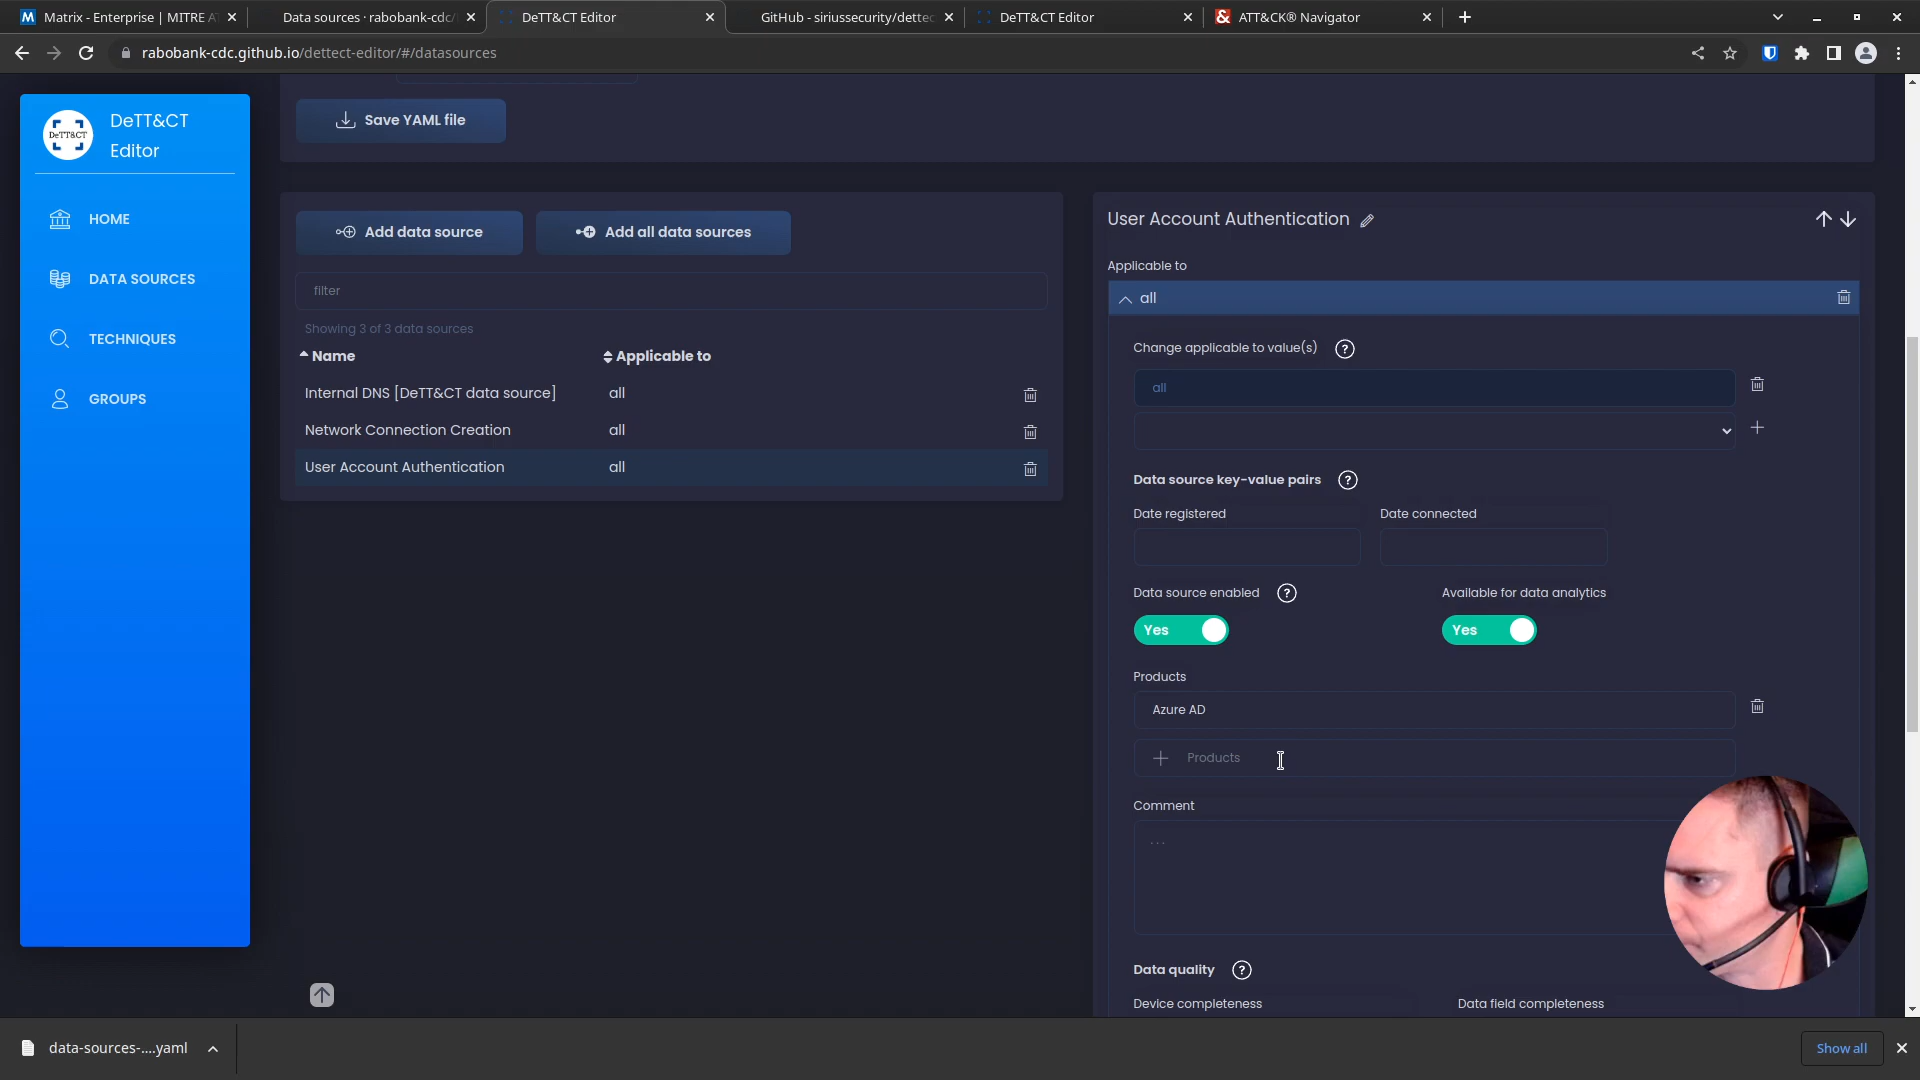 Matrix - Enterprise | MITRE AT
Data sources · rabobank-cdc/
DeTT&CT Editor
GitHub - siriussecurity/dettec
DeTT&CT Editor
ATT&CK® Navigator
rabobank-cdc.github.io/dettect-editor/#/datasources
DeTT&CT
DeTT&CT
Editor
HOME
DATA SOURCES
TECHNIQUES
GROUPS
Save YAML file
Add data source
Add all data sources
filter
Showing 3 of 3 data sources
Name
Applicable to
Internal DNS [DeTT&CT data source]
all
Network Connection Creation
all
User Account Authentication
all
User Account Authentication
Applicable to
all
Change applicable to value(s) ?
all
Data source key-value pairs ?
Date registered
Date connected
Data source enabled ?
Available for data analytics
Yes
Yes
Products
Azure AD
Products
Comment
...
Data quality ?
Device completeness
Data field completeness
data-sources-....yaml
Show all